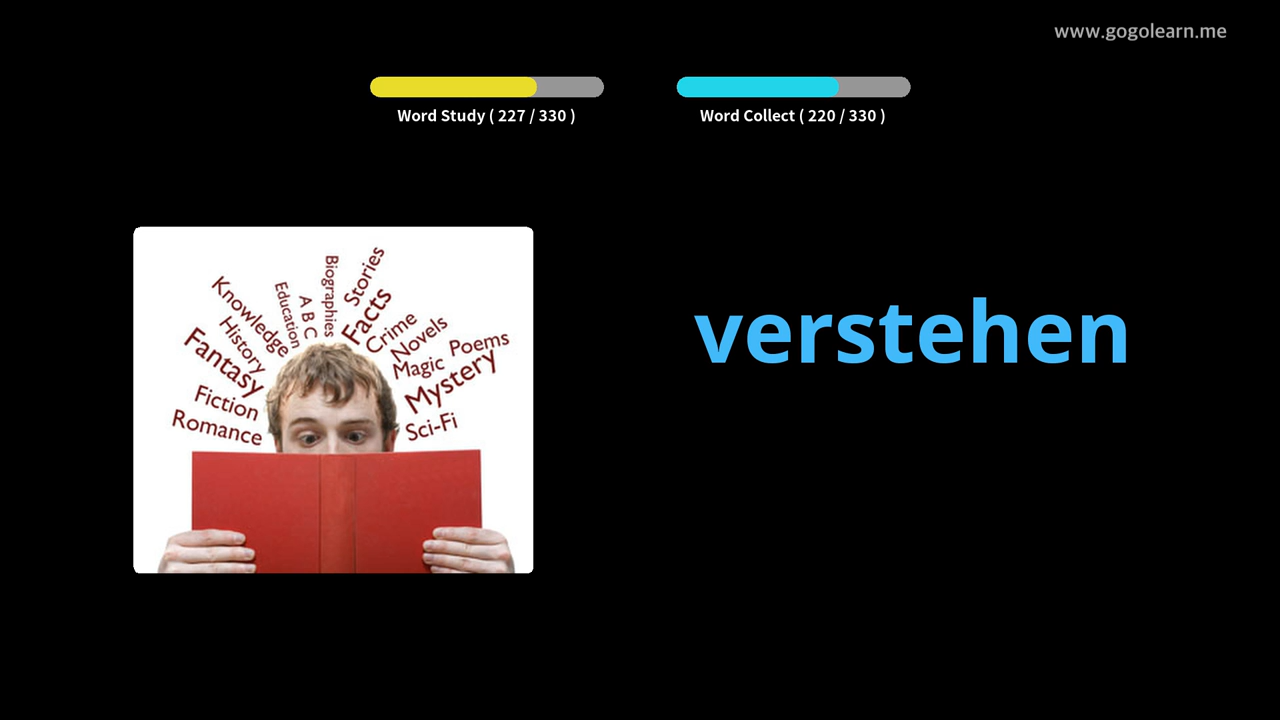 www.gogolearn.me
Word Study ( 227 / 330 )
Word Collect ( 220 / 330 )
Knowledge
Education
A B C
Biographies
Stories
History
Facts
Crime
Novels
Fantasy
Magic
Poems
Mystery
Fiction
Romance
Sci-Fi
verstehen